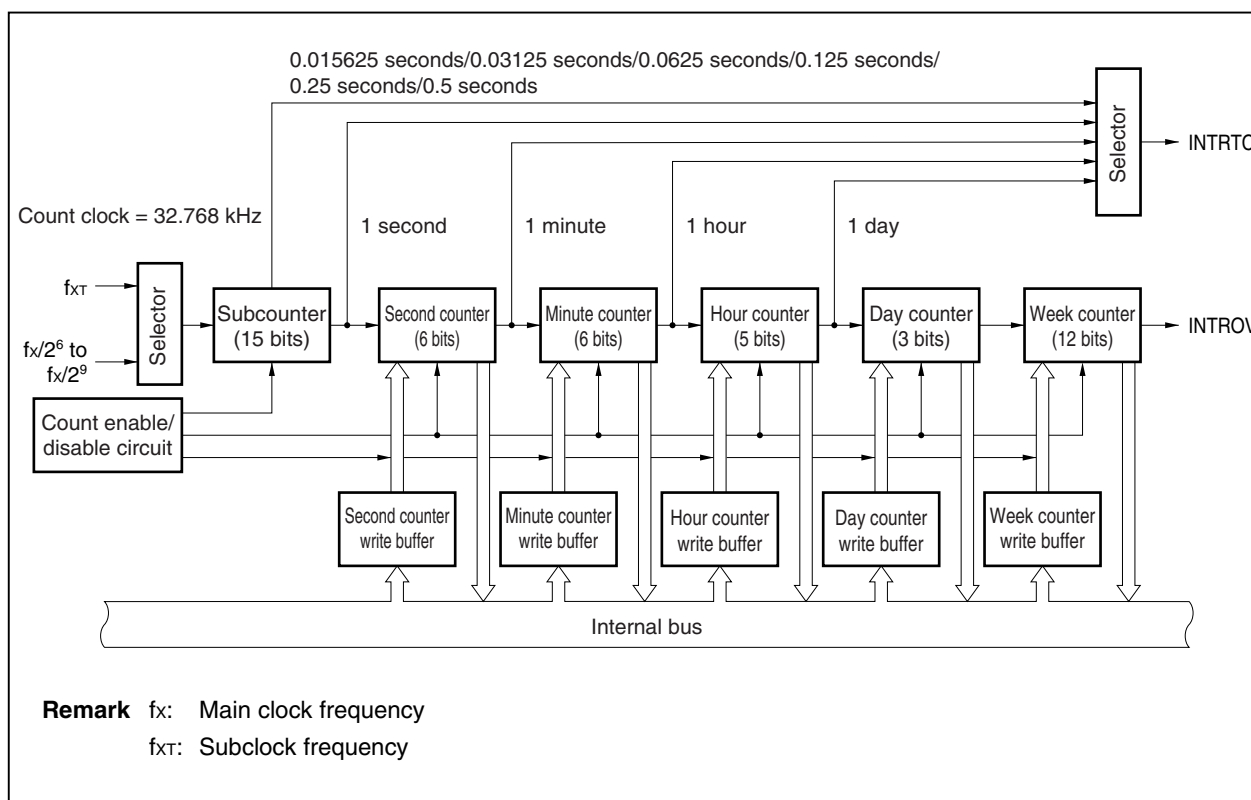 0.015625 seconds/0.03125 seconds/0.0625 seconds/0.125 seconds/
0.25 seconds/0.5 seconds
Selector
INTRTC
Count clock = 32.768 kHz
1 second
1 minute
1 hour
1 day
fXT
fX/2⁶ to
fX/2⁹
Selector
Subcounter
(15 bits)
Second counter
(6 bits)
Minute counter
(6 bits)
Hour counter
(5 bits)
Day counter
(3 bits)
Week counter
(12 bits)
INTROV
Count enable/
disable circuit
Second counter
write buffer
Minute counter
write buffer
Hour counter
write buffer
Day counter
write buffer
Week counter
write buffer
Internal bus
Remark fX: Main clock frequency
fXT: Subclock frequency